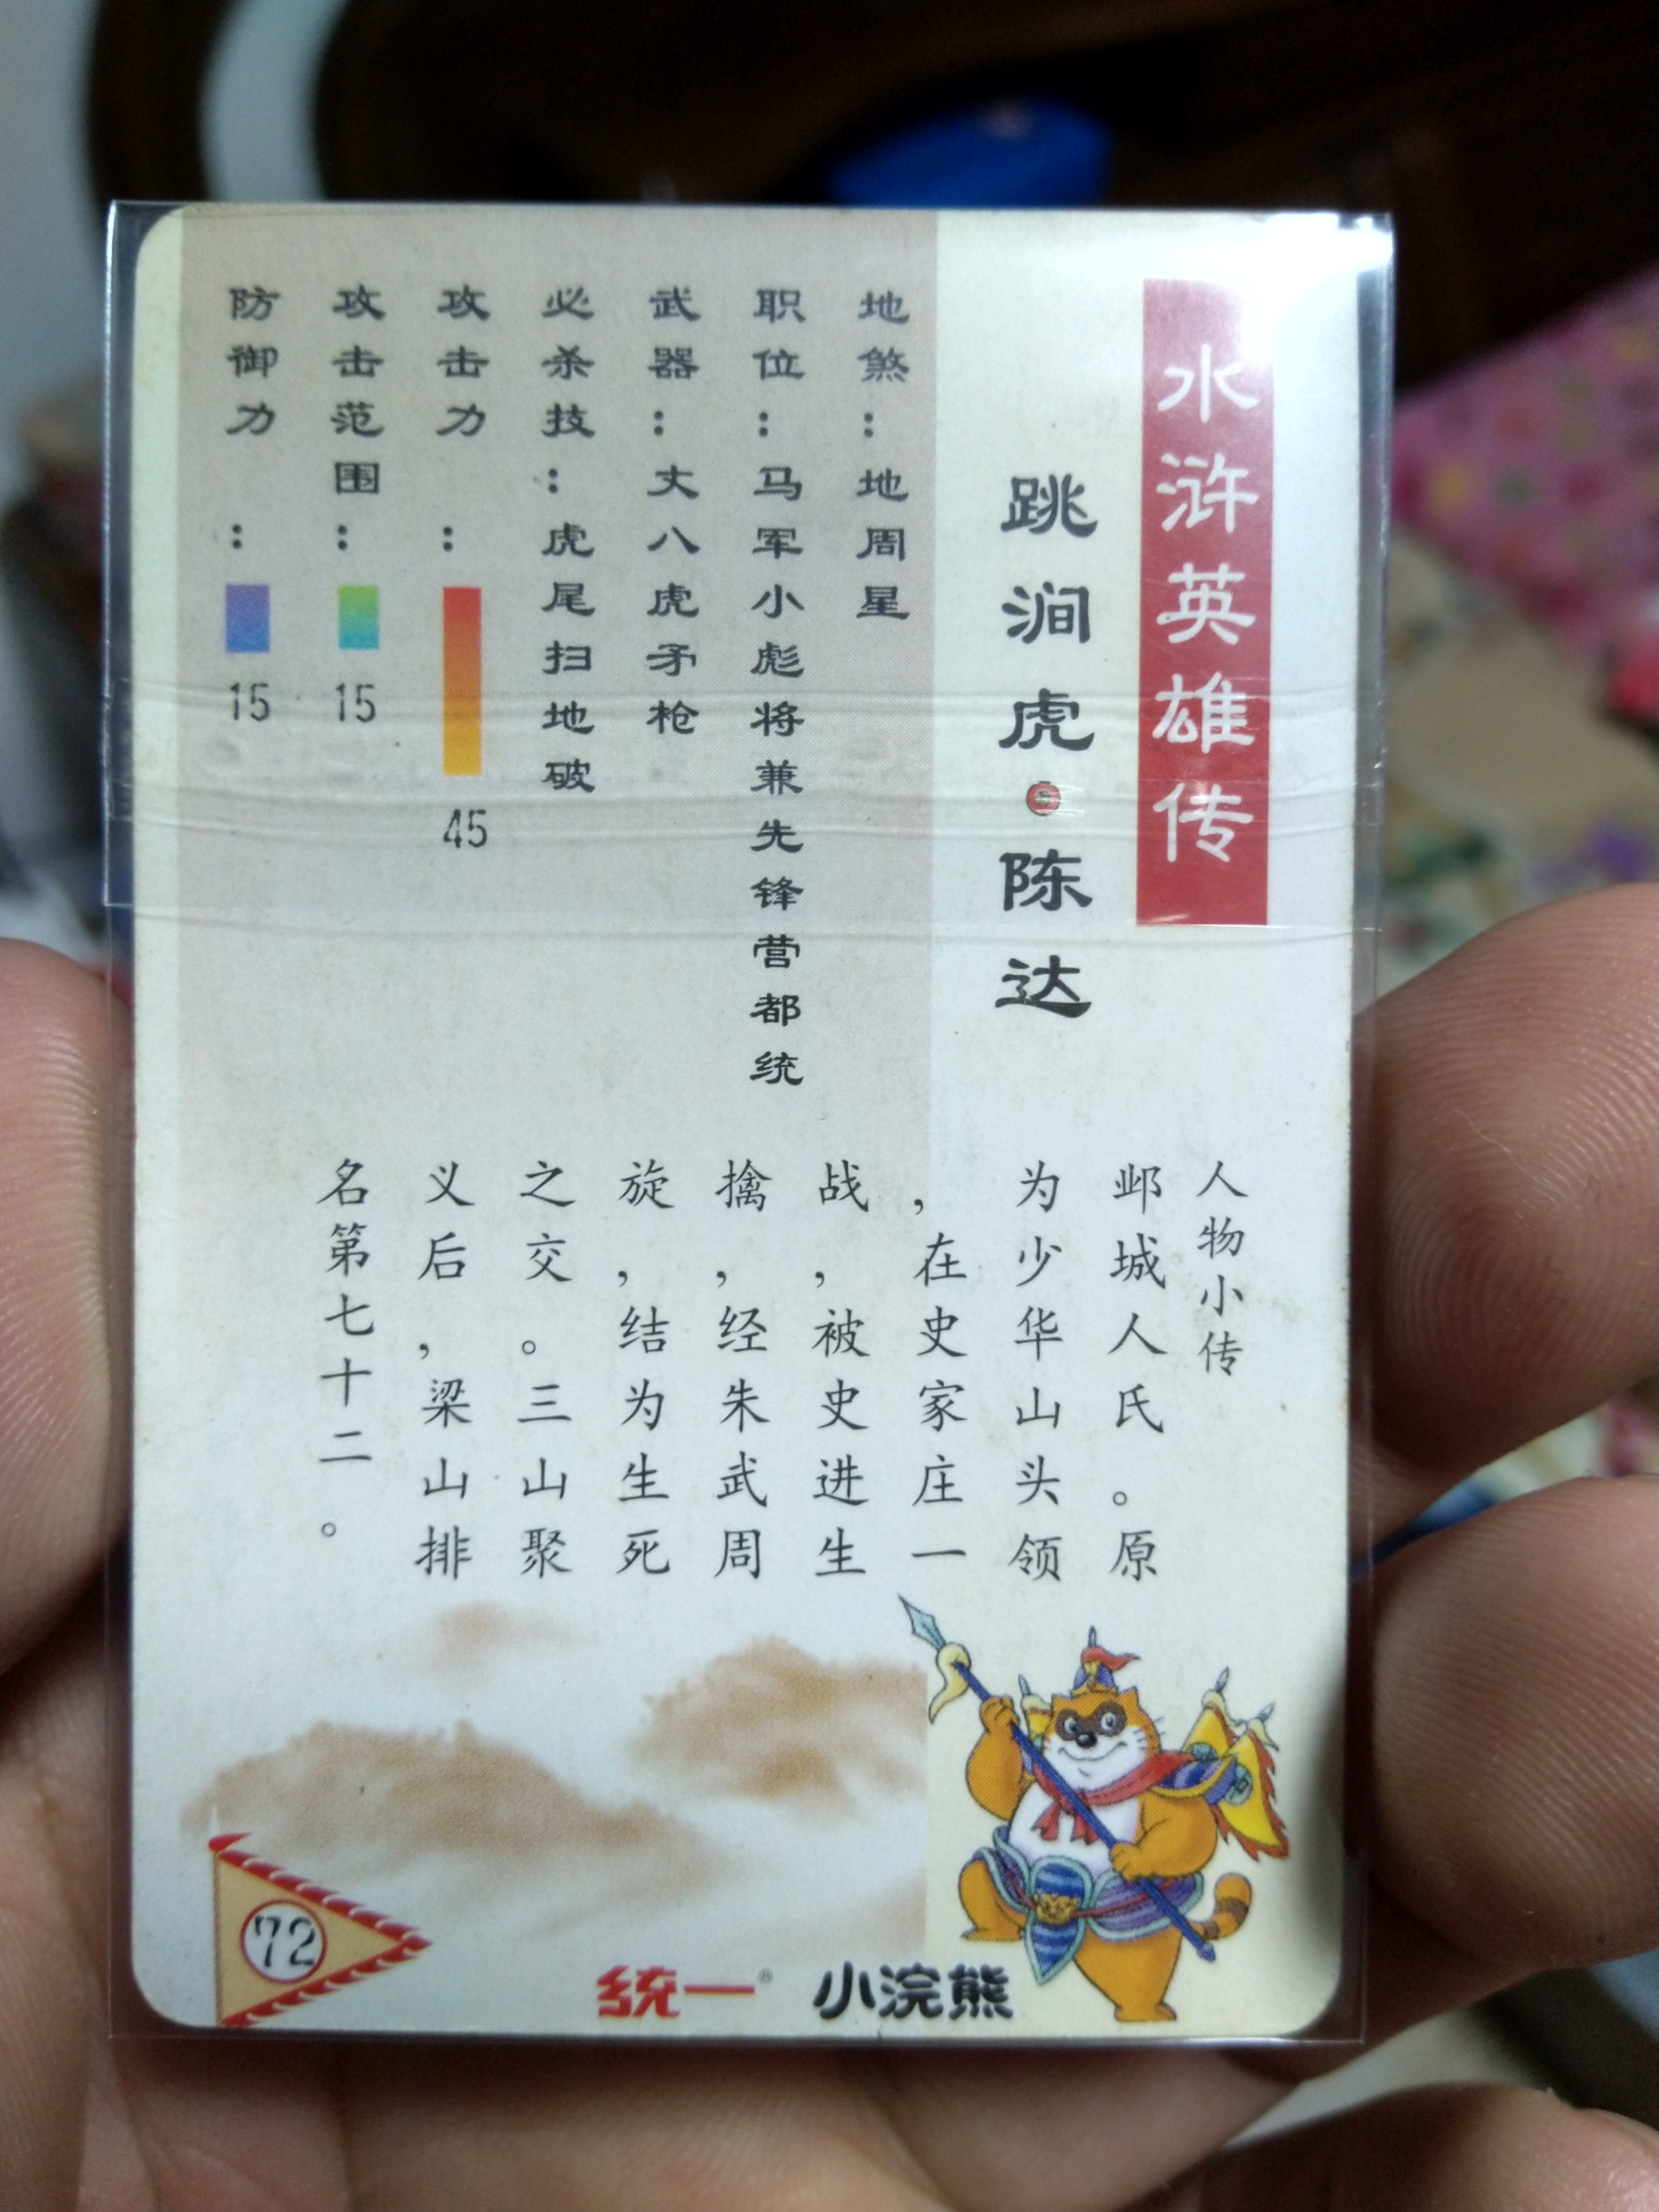 水浒英雄传
跳涧虎·陈达
地煞：地周星
职位：马军小彪将兼先锋营都统
武器：丈八虎矛枪
必杀技：虎尾扫地破
攻击力：45
攻击范围：15
防御力：15
人物小传
邺城人氏。原
为少华山头领
，在史家庄一
战，被史进生
擒，经朱武周
旋，结为生死
之交。三山聚
义后，梁山排
名第七十二。
72
统一® 小浣熊